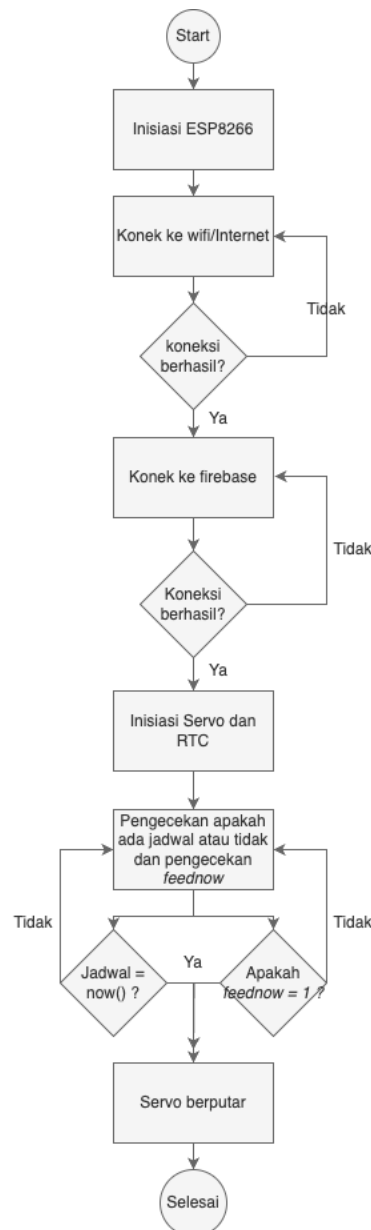 Start
Inisiasi ESP8266
Konek ke wifi/Internet
Tidak
koneksi
berhasil?
Ya
Konek ke firebase
Tidak
Koneksi
berhasil?
Ya
Inisiasi Servo dan
RTC
Pengecekan apakah
ada jadwal atau tidak
dan pengecekan
feednow
Tidak
Tidak
Jadwal =
now() ?
Ya
Apakah
feednow = 1 ?
Servo berputar
Selesai